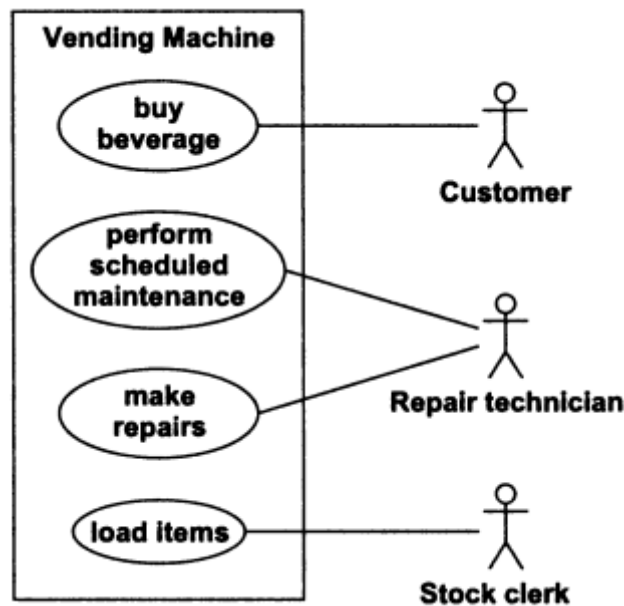 Vending Machine
buy
beverage
Customer
perform
scheduled
maintenance
Repair technician
make
repairs
load items
Stock clerk